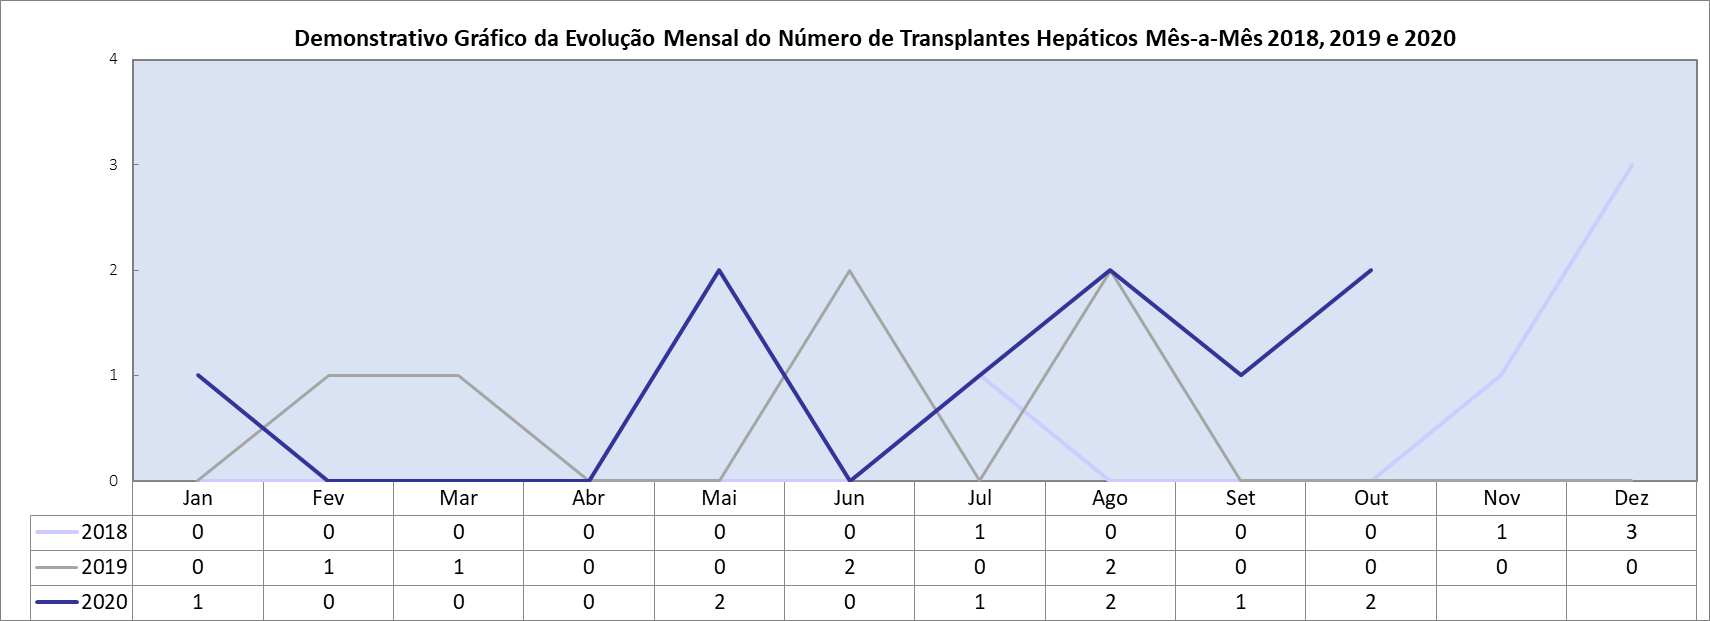 Demonstrativo Gráfico da Evolução Mensal do Número de Transplantes Hepáticos Mês-a-Mês 2018, 2019 e 2020
4
3
2
1
0
Jan Fev Mar Abr Mai Jun Jul Ago Set Out Nov Dez
2018 0 0 0 0 0 0 1 0 0 0 1 3
2019 0 1 1 0 0 2 0 2 0 0 0 0
2020 1 0 0 0 2 0 1 2 1 2